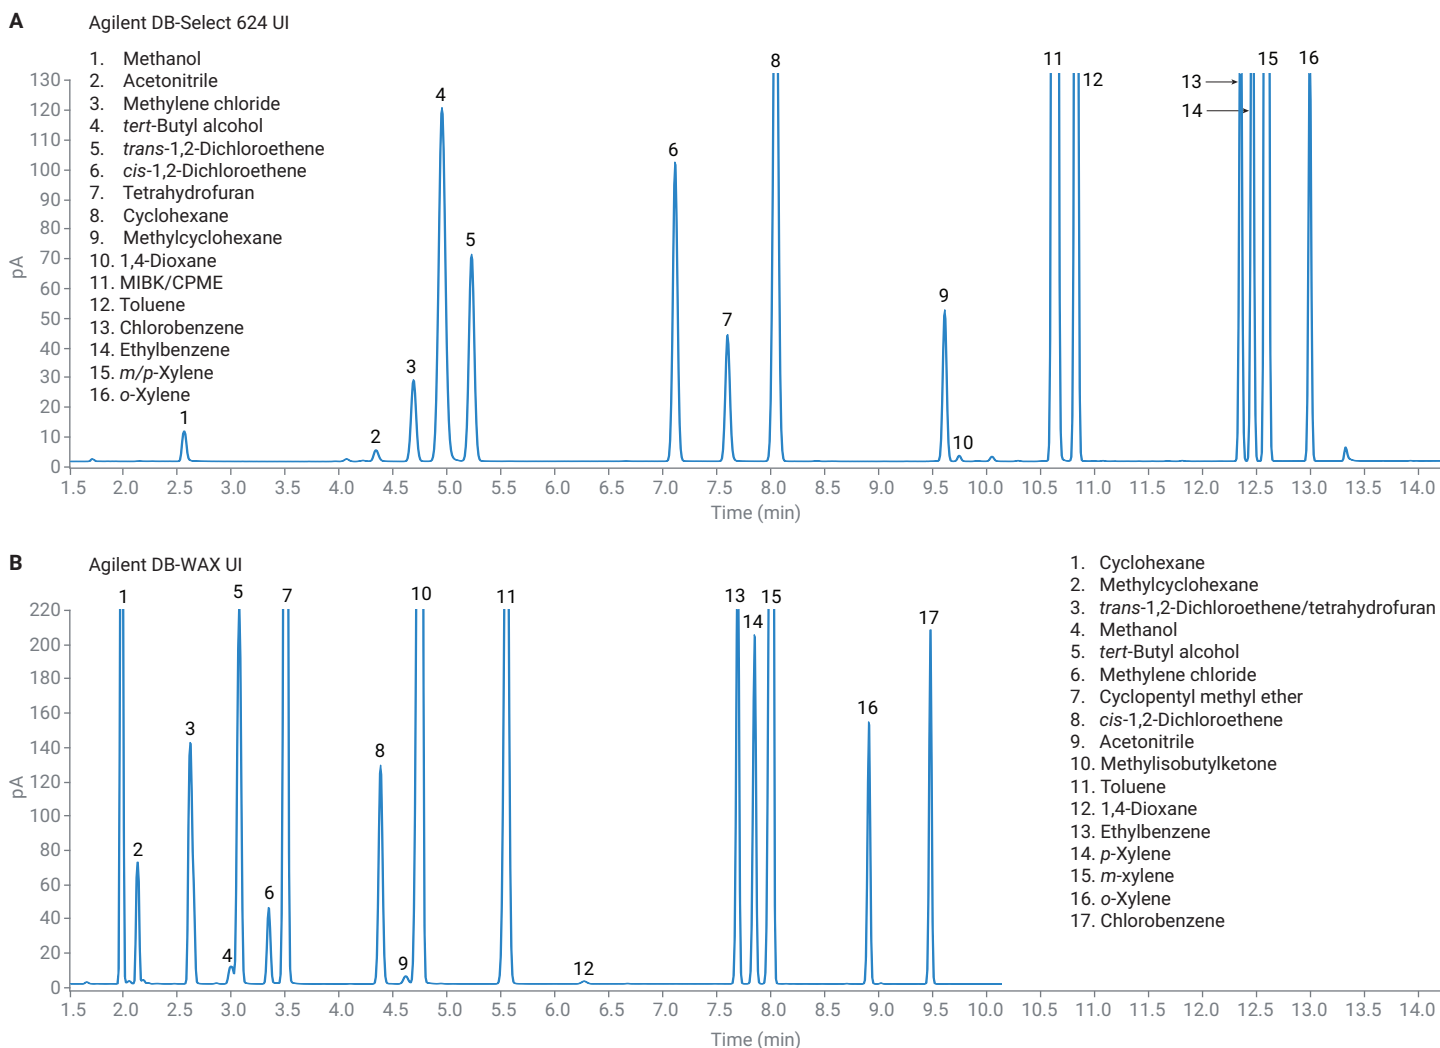 A
Agilent DB-Select 624 UI
1. Methanol
2. Acetonitrile
3. Methylene chloride
4. tert-Butyl alcohol
5. trans-1,2-Dichloroethene
6. cis-1,2-Dichloroethene
7. Tetrahydrofuran
8. Cyclohexane
9. Methylcyclohexane
10. 1,4-Dioxane
11. MIBK/CPME
12. Toluene
13. Chlorobenzene
14. Ethylbenzene
15. m/p-Xylene
16. o-Xylene
pA
130
120
110
100
90
80
70
60
50
40
30
20
10
0
1 2 3 4 5 6 7 8 9 10 11 12 13 14 15 16
1.5 2.0 2.5 3.0 3.5 4.0 4.5 5.0 5.5 6.0 6.5 7.0 7.5 8.0 8.5 9.0 9.5 10.0 10.5 11.0 11.5 12.0 12.5 13.0 13.5 14.0
Time (min)
B
Agilent DB-WAX UI
1. Cyclohexane
2. Methylcyclohexane
3. trans-1,2-Dichloroethene/tetrahydrofuran
4. Methanol
5. tert-Butyl alcohol
6. Methylene chloride
7. Cyclopentyl methyl ether
8. cis-1,2-Dichloroethene
9. Acetonitrile
10. Methylisobutylketone
11. Toluene
12. 1,4-Dioxane
13. Ethylbenzene
14. p-Xylene
15. m-xylene
16. o-Xylene
17. Chlorobenzene
pA
220
200
180
160
140
120
100
80
60
40
20
0
1 2 3 4 5 6 7 8 9 10 11 12 13 14 15 16 17
1.5 2.0 2.5 3.0 3.5 4.0 4.5 5.0 5.5 6.0 6.5 7.0 7.5 8.0 8.5 9.0 9.5 10.0 10.5 11.0 11.5 12.0 12.5 13.0 13.5 14.0
Time (min)